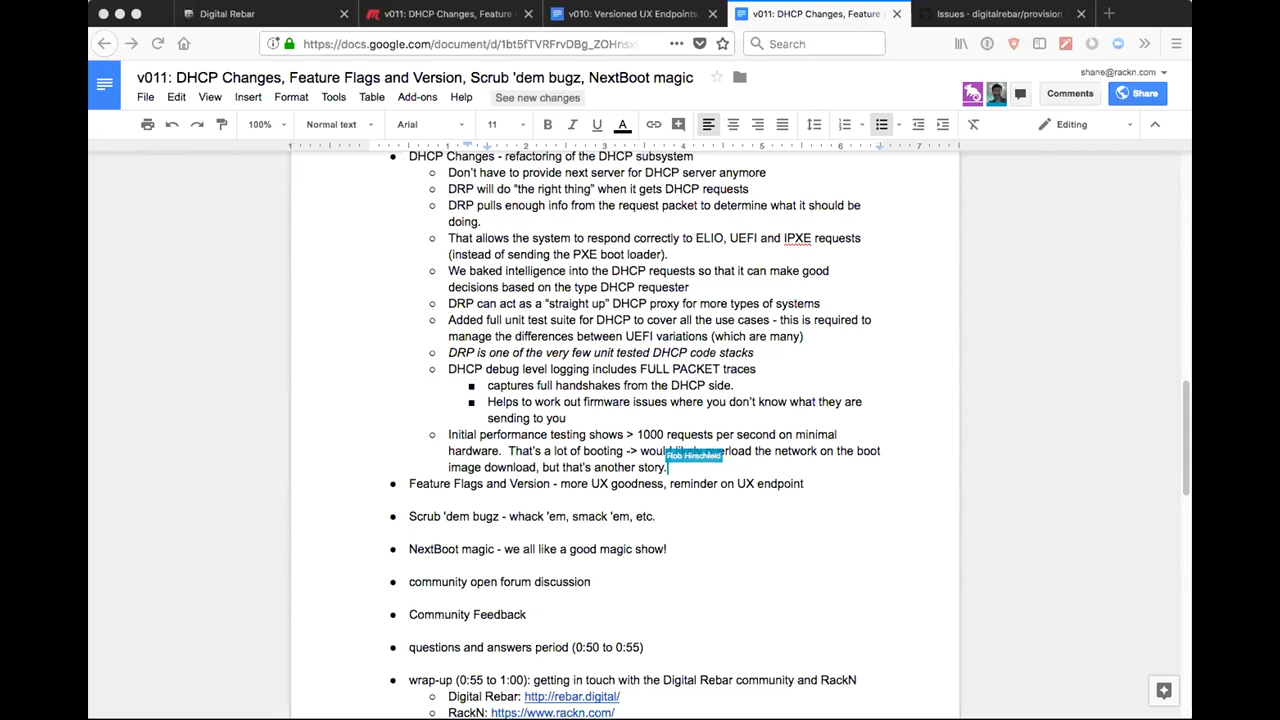 Digital Rebar
v011: DHCP Changes, Feature
v010: Versioned UX Endpoints,
v011: DHCP Changes, Feature
Issues · digitalrebar/provision
https://docs.google.com/document/d/1bt5fTVRFrvDBg_ZOHnsx
Search
v011: DHCP Changes, Feature Flags and Version, Scrub 'dem bugz, NextBoot magic
shane@rackn.com
File Edit View Insert Format Tools Table Add-ons Help See new changes
Comments
Share
100% Normal text Arial 11 Editing
1 1 2 3 4 5 6 7
● DHCP Changes - refactoring of the DHCP subsystem
○ Don't have to provide next server for DHCP server anymore
○ DRP will do "the right thing" when it gets DHCP requests
○ DRP pulls enough info from the request packet to determine what it should be
doing.
○ That allows the system to respond correctly to ELIO, UEFI and IPXE requests
(instead of sending the PXE boot loader).
○ We baked intelligence into the DHCP requests so that it can make good
decisions based on the type DHCP requester
○ DRP can act as a "straight up" DHCP proxy for more types of systems
○ Added full unit test suite for DHCP to cover all the use cases - this is required to
manage the differences between UEFI variations (which are many)
○ DRP is one of the very few unit tested DHCP code stacks
○ DHCP debug level logging includes FULL PACKET traces
■ captures full handshakes from the DHCP side.
■ Helps to work out firmware issues where you don't know what they are
sending to you
○ Initial performance testing shows > 1000 requests per second on minimal
hardware. That's a lot of booting -> would likely overload the network on the boot
Rob Hirschfeld
image download, but that's another story.
● Feature Flags and Version - more UX goodness, reminder on UX endpoint
● Scrub 'dem bugz - whack 'em, smack 'em, etc.
● NextBoot magic - we all like a good magic show!
● community open forum discussion
● Community Feedback
● questions and answers period (0:50 to 0:55)
● wrap-up (0:55 to 1:00): getting in touch with the Digital Rebar community and RackN
○ Digital Rebar: http://rebar.digital/
○ RackN: https://www.rackn.com/